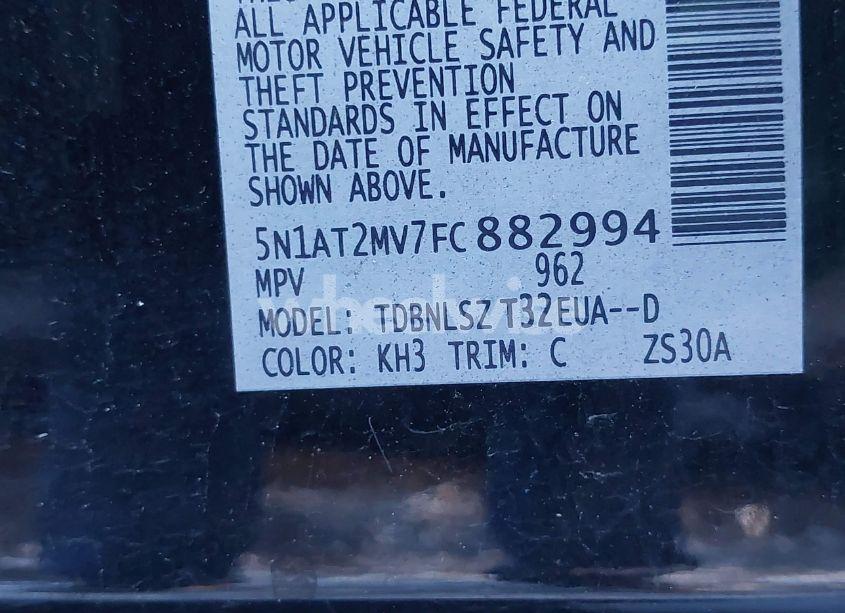 ALL APPLICABLE FEDERAL
MOTOR VEHICLE SAFETY AND
THEFT PREVENTION
STANDARDS IN EFFECT ON
THE DATE OF MANUFACTURE
SHOWN ABOVE.
5N1AT2MV7FC882994
MPV 962
MODEL: TDBNLSZ T32EUA--D
COLOR: KH3 TRIM: C ZS30A